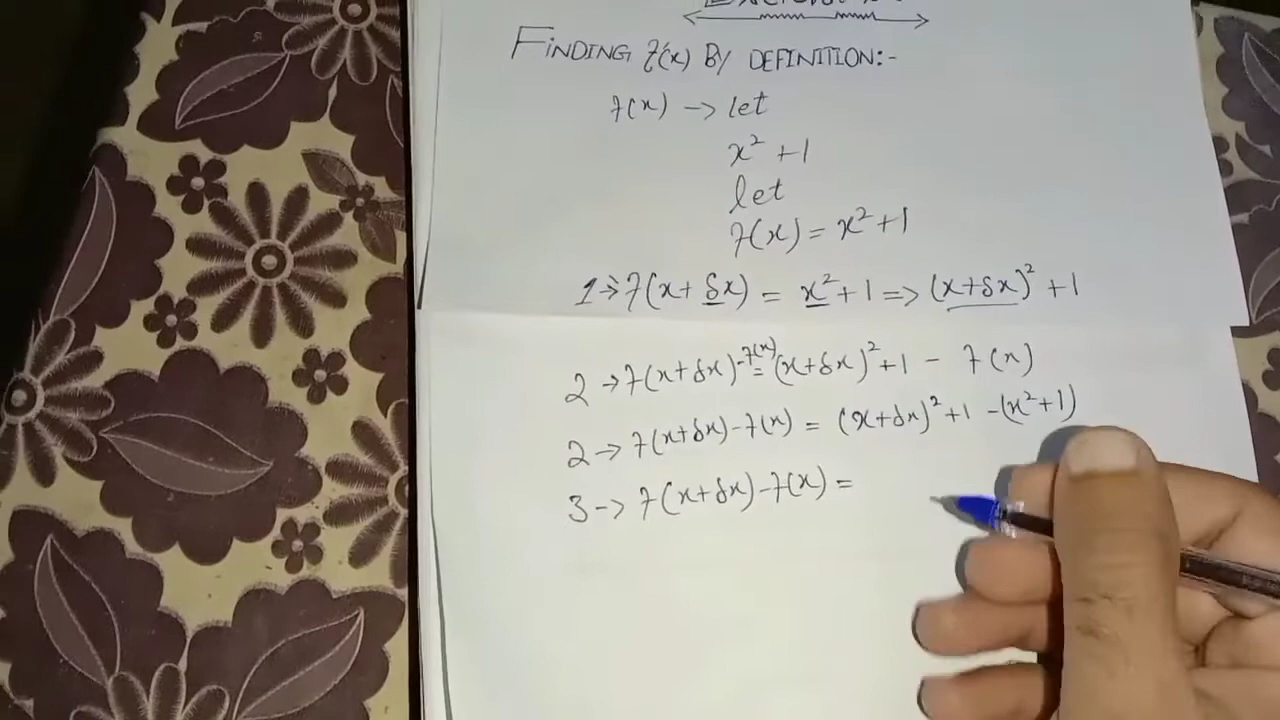 FINDING f'(x) BY DEFINITION:-
f(x) → let
x² + 1
let
f(x) = x² + 1
1→ f(x + δx) = x² + 1 => (x + δx)² + 1
2 → f(x + δx) - f(x) = (x + δx)² + 1 - f(x)
2 → f(x + δx) - f(x) = (x + δx)² + 1 - (x² + 1)
3 → f(x + δx) - f(x) =